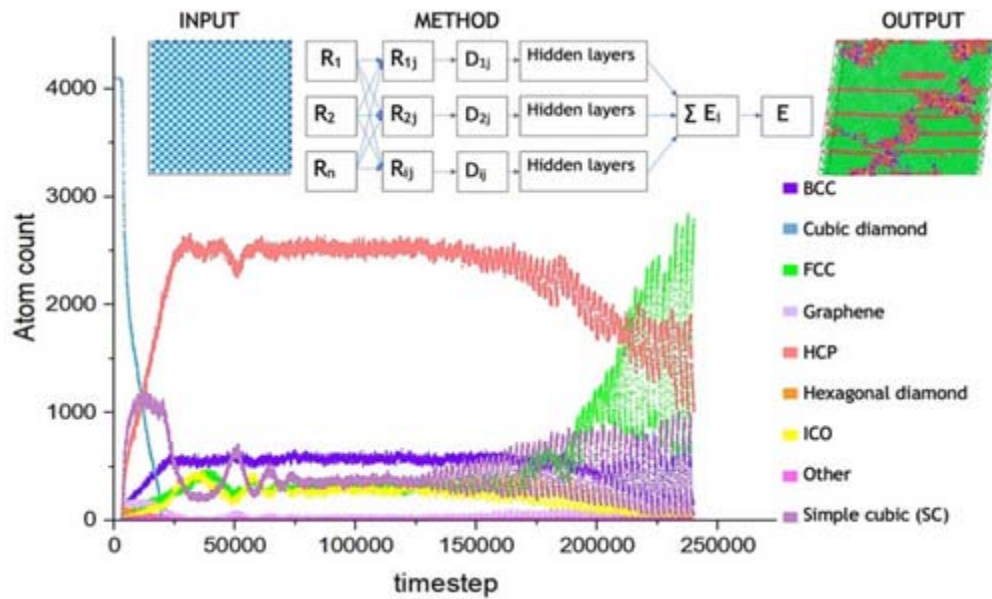 INPUT
METHOD
OUTPUT
R1
R1j
D1j
Hidden layers
R2
R2j
D2j
Hidden layers
∑ Ei
E
Rn
Rij
Dij
Hidden layers
BCC
Cubic diamond
FCC
Graphene
HCP
Hexagonal diamond
ICO
Other
Simple cubic (SC)
Atom count
4000
3000
2000
1000
0
0
50000
100000
150000
200000
250000
timestep